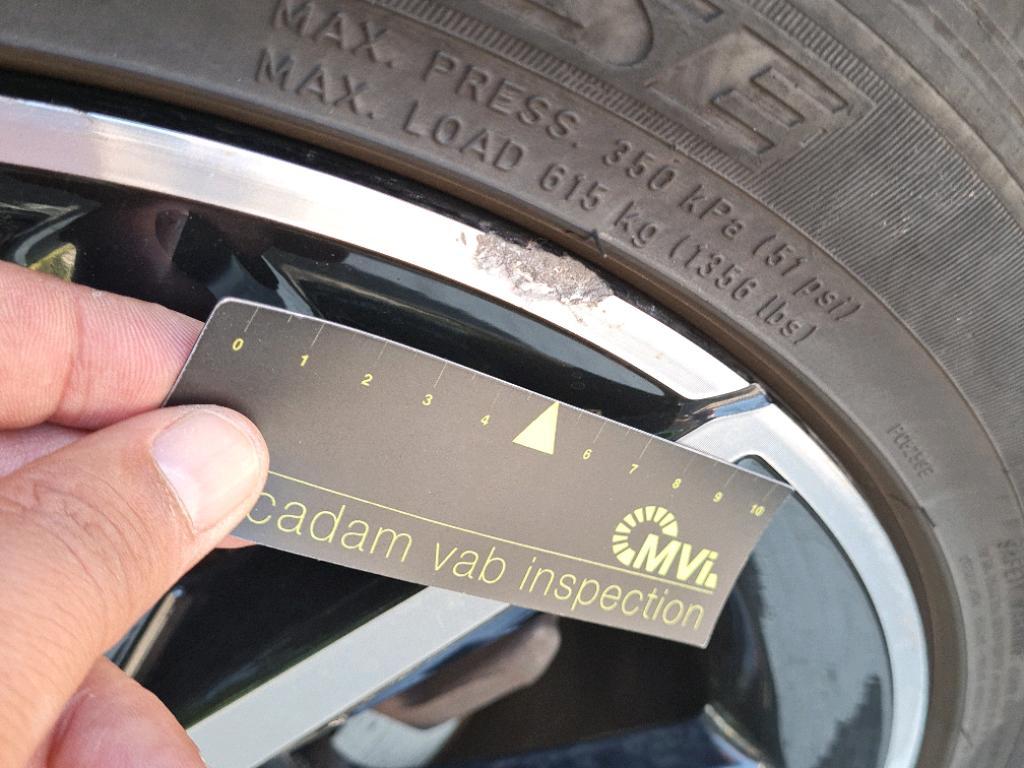 SE
MAX. PRESS. 350 kPa (51 psi)
MAX. LOAD 615 kg (1356 lbs)
0 1 2 3 4 6 7 8 9 10
MVi.
cadam vab inspection